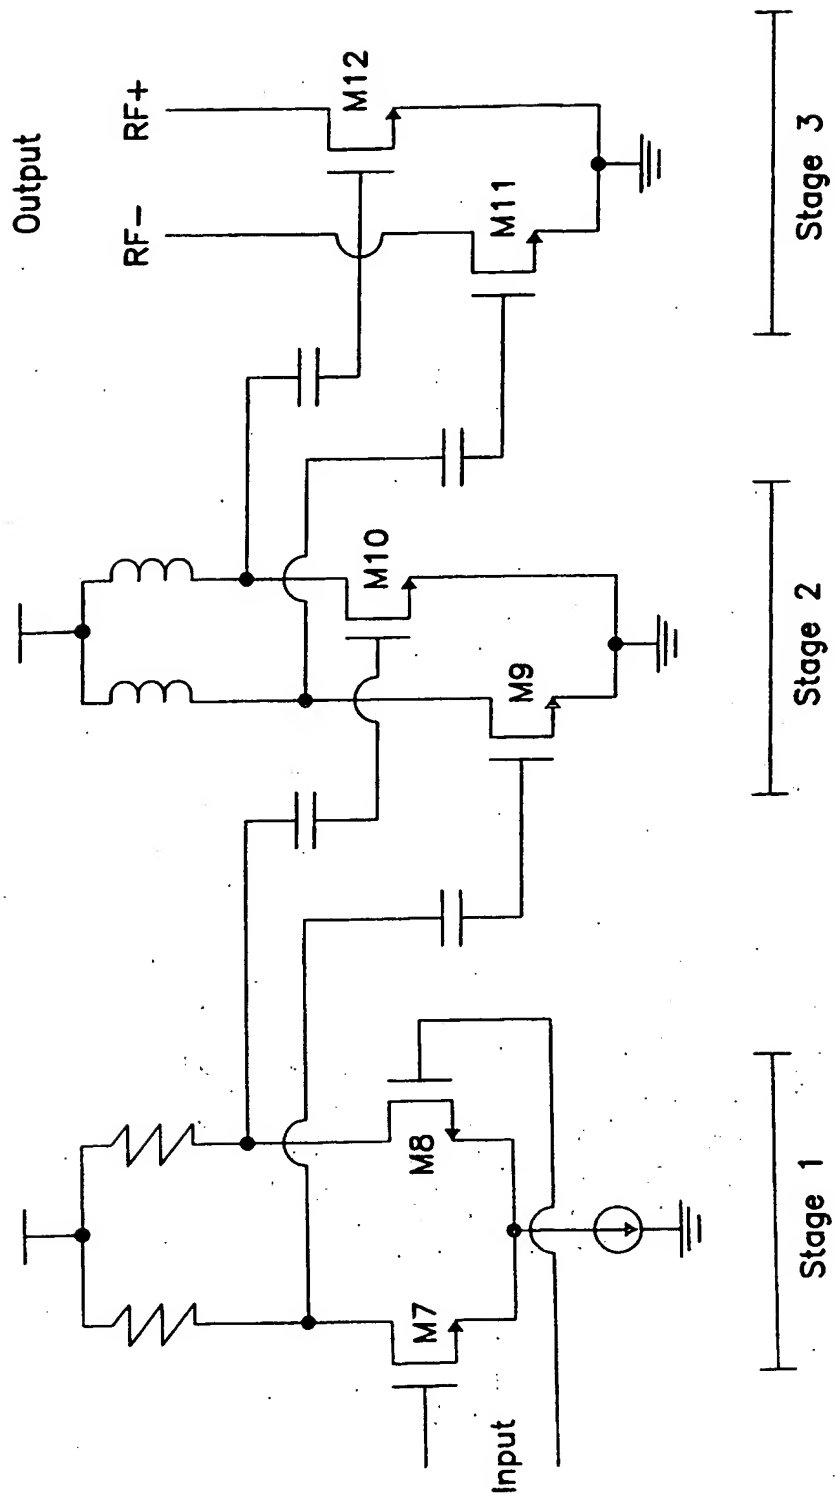 Output
RF+
RF−
M12
M11
M10
M9
M8
M7
Input
Stage 1
Stage 2
Stage 3